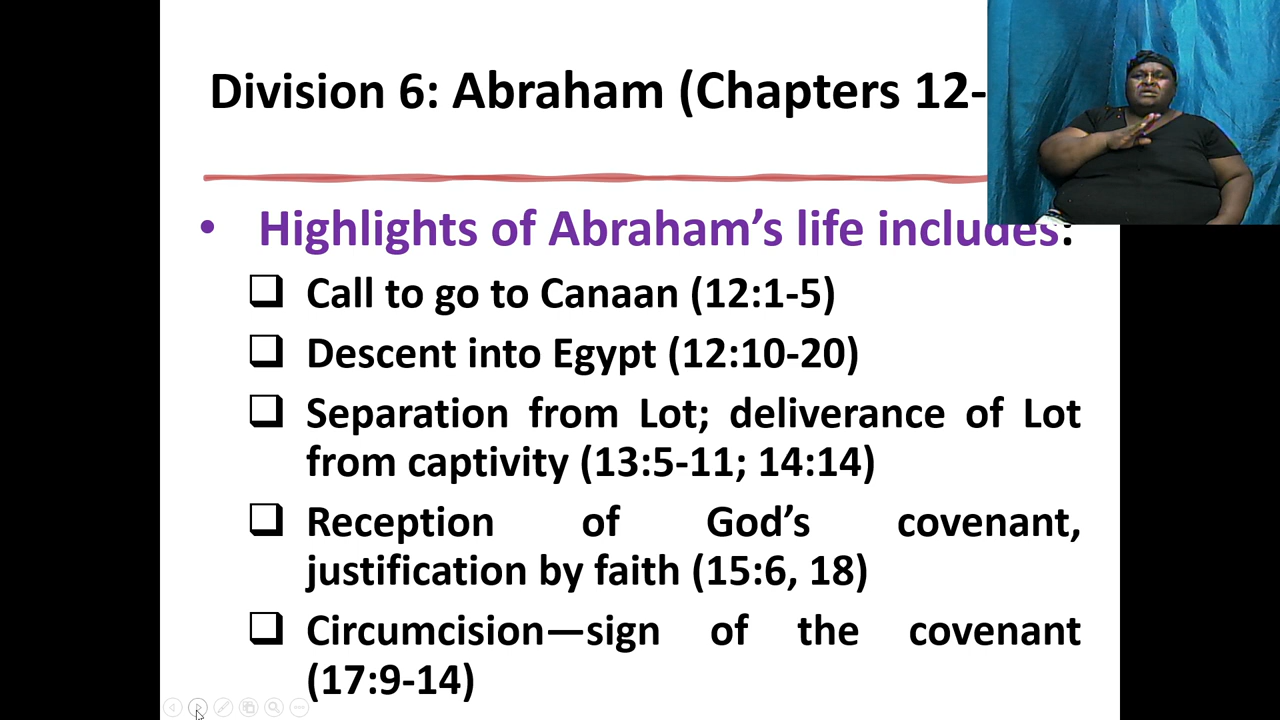 Division 6: Abraham (Chapters 12-
• Highlights of Abraham’s life includes:
❑ Call to go to Canaan (12:1-5)
❑ Descent into Egypt (12:10-20)
❑ Separation from Lot; deliverance of Lot
from captivity (13:5-11; 14:14)
❑ Reception of God’s covenant,
justification by faith (15:6, 18)
❑ Circumcision—sign of the covenant
(17:9-14)